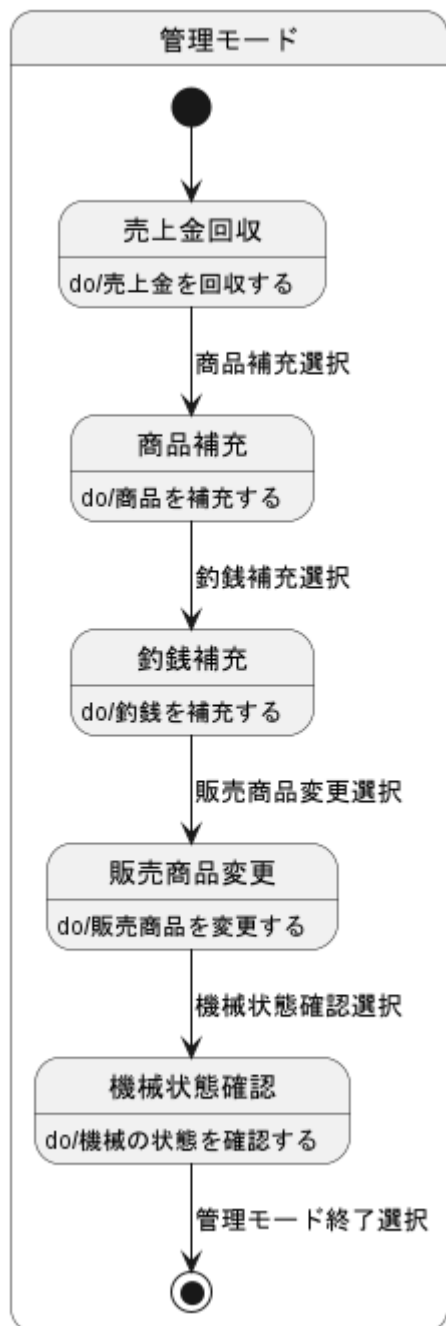 管理モード
売上金回収
do/売上金を回収する
商品補充選択
商品補充
do/商品を補充する
釣銭補充選択
釣銭補充
do/釣銭を補充する
販売商品変更選択
販売商品変更
do/販売商品を変更する
機械状態確認選択
機械状態確認
do/機械の状態を確認する
管理モード終了選択